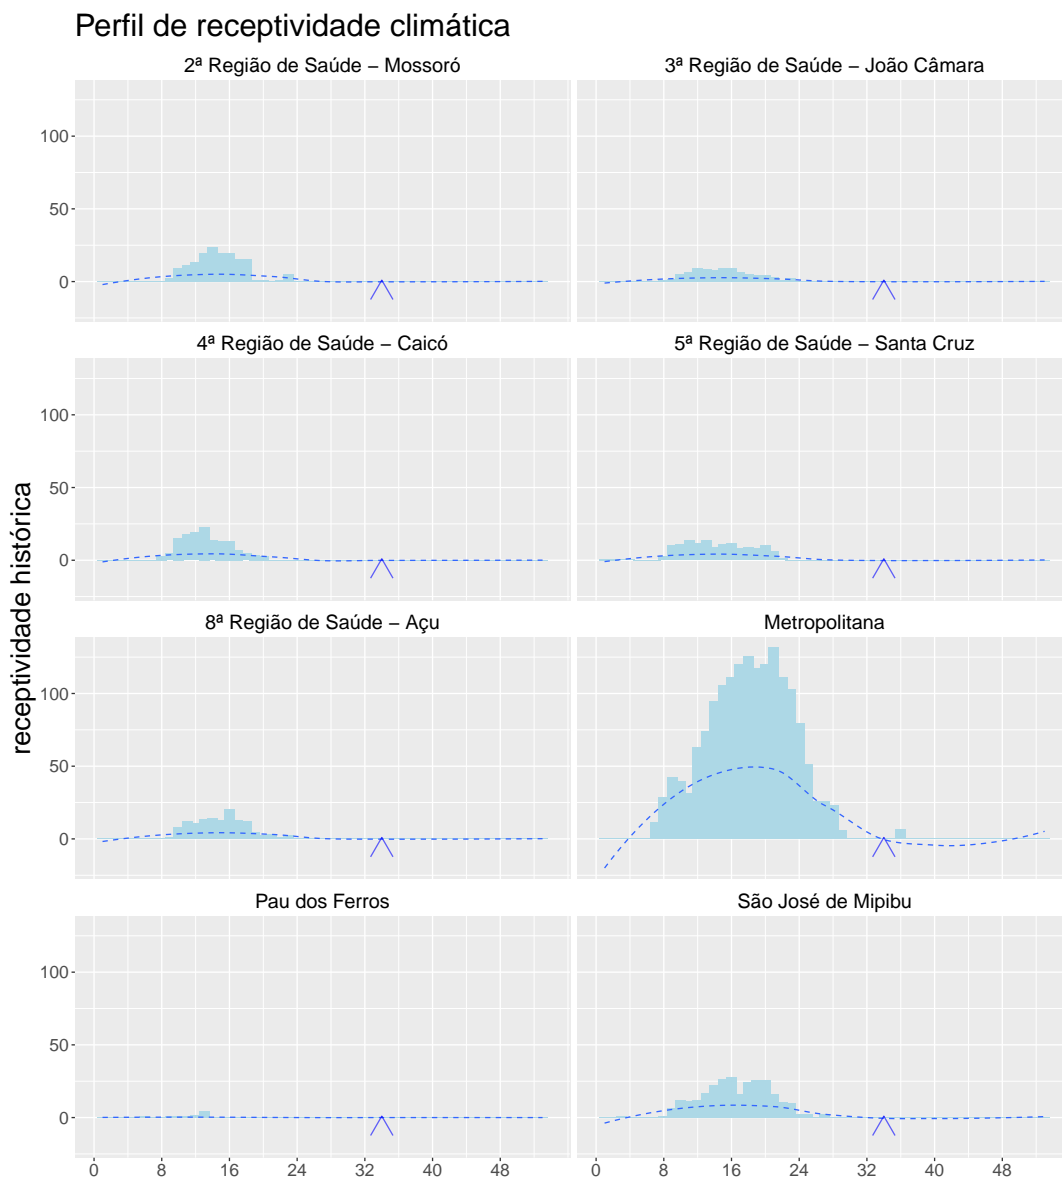 Perfil de receptividade climática
2ª Região de Saúde − Mossoró
3ª Região de Saúde − João Câmara
100
50
0
4ª Região de Saúde − Caicó
5ª Região de Saúde − Santa Cruz
100
50
0
receptividade histórica
8ª Região de Saúde − Açu
Metropolitana
100
50
0
Pau dos Ferros
São José de Mipibu
100
50
0
0 8 16 24 32 40 48
0 8 16 24 32 40 48